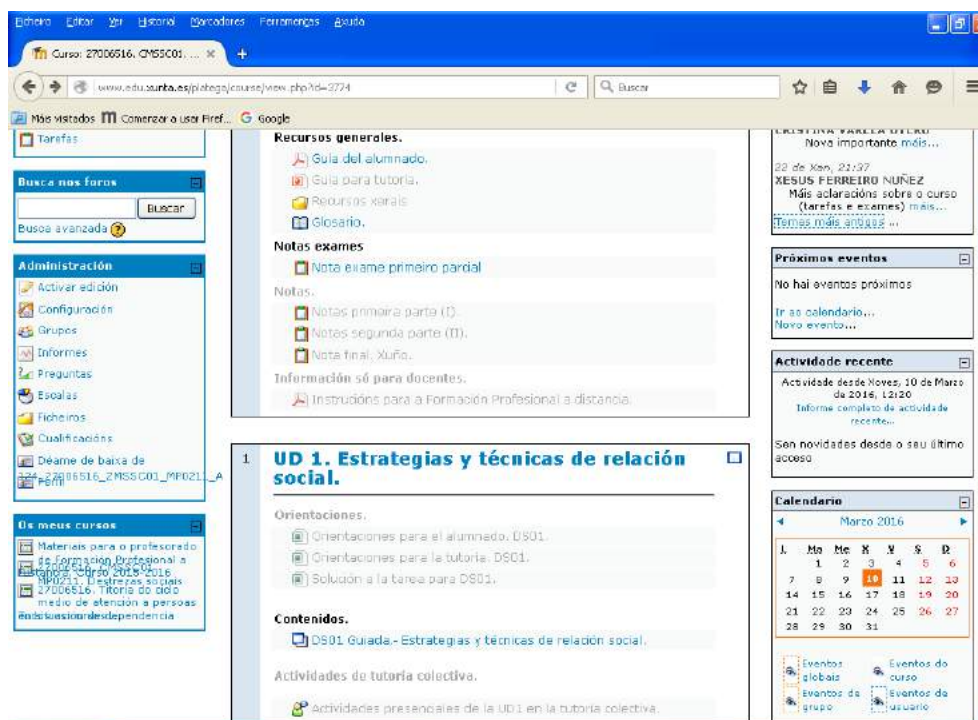 Ficheiro Editar Ver Historial Marcadores Ferramentas Axuda
Curso: 27006516. CMSSC01. ...
www.edu.xunta.es/platega/course/view.php?id=3774
Buscar
Máis visitados Comenzar a usar Firef... Google
Tarefas
Busca nos foros
Buscar
Busca avanzada
Administración
Activar edición
Configuración
Grupos
Informes
Preguntas
Escalas
Ficheiros
Cualificacións
Déame de baixa de
Perfil
Os meus cursos
Materiais para o profesorado
de Formación Profesional a
distancia. Curso 2015-2016
MP0211. Destrezas sociais
27006516. Titoría do ciclo
medio de atención a persoas
Recursos generales.
Guía del alumnado.
Guía para tutoría.
Recursos xerais
Glosario.
Notas exames
Nota exame primeiro parcial
Notas.
Notas primeira parte (I).
Notas segunda parte (II).
Nota final, Xuño.
Información só para docentes.
Instrucións para a Formación Profesional a distancia.
1
UD 1. Estrategias y técnicas de relación
social.
Orientaciones.
Orientaciones para el alumnado. DS01.
Orientaciones para la tutoría. DS01.
Solución a la tarea para DS01.
Contenidos.
DS01 Guiada.- Estrategias y técnicas de relación social.
Actividades de tutoría colectiva.
Actividades presenciales de la UD1 en la tutoría colectiva.
CRISTINA VARELA OTERO
Nova importante máis...
22 de Xan, 21:37
XESUS FERREIRO NUÑEZ
Máis aclaracións sobre o curso
(tarefas e exames) máis...
Temas máis antigos ...
Próximos eventos
No hai eventos próximos
Ir ao calendario...
Novo evento...
Actividade recente
Actividade desde Xoves, 10 de Marzo
de 2016, 12:20
Informe completo de actividade
recente...
Sen novidades desde o seu último
acceso
Calendario
Marzo 2016
L Ma Me X V S D
1 2 3 4 5 6
7 8 9 10 11 12 13
14 15 16 17 18 19 20
21 22 23 24 25 26 27
28 29 30 31
Eventos
globais
Eventos do
curso
Eventos de
grupo
Eventos de
usuario